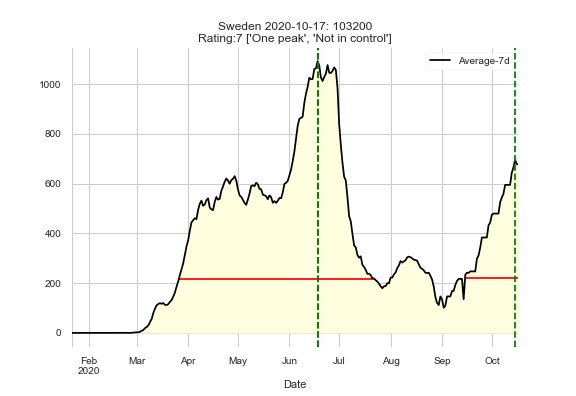 Sweden 2020-10-17: 103200
Rating:7 ['One peak', 'Not in control']
Average-7d
1000
800
600
400
200
0
Feb
2020
Mar
Apr
May
Jun
Jul
Aug
Sep
Oct
Date